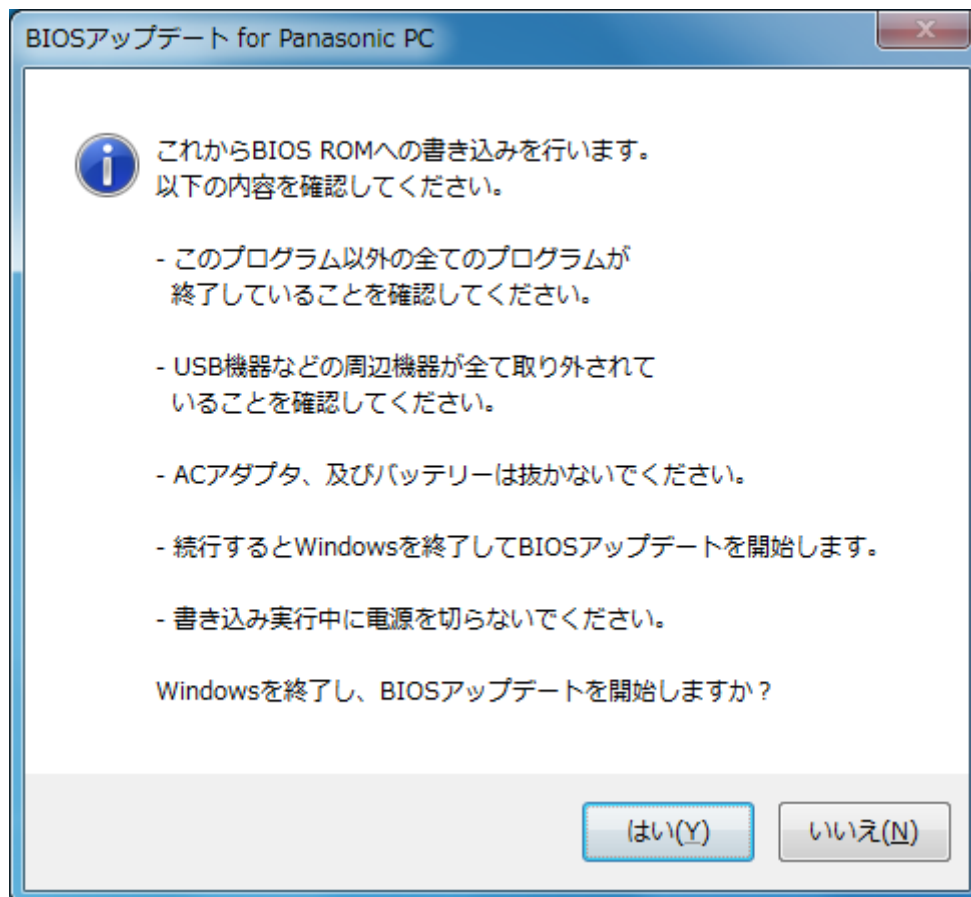 BIOSアップデート for Panasonic PC
これからBIOS ROMへの書き込みを行います。
以下の内容を確認してください。
- このプログラム以外の全てのプログラムが
終了していることを確認してください。
- USB機器などの周辺機器が全て取り外されて
いることを確認してください。
- ACアダプタ、及びバッテリーは抜かないでください。
- 続行するとWindowsを終了してBIOSアップデートを開始します。
- 書き込み実行中に電源を切らないでください。
Windowsを終了し、BIOSアップデートを開始しますか？
はい(Y)
いいえ(N)